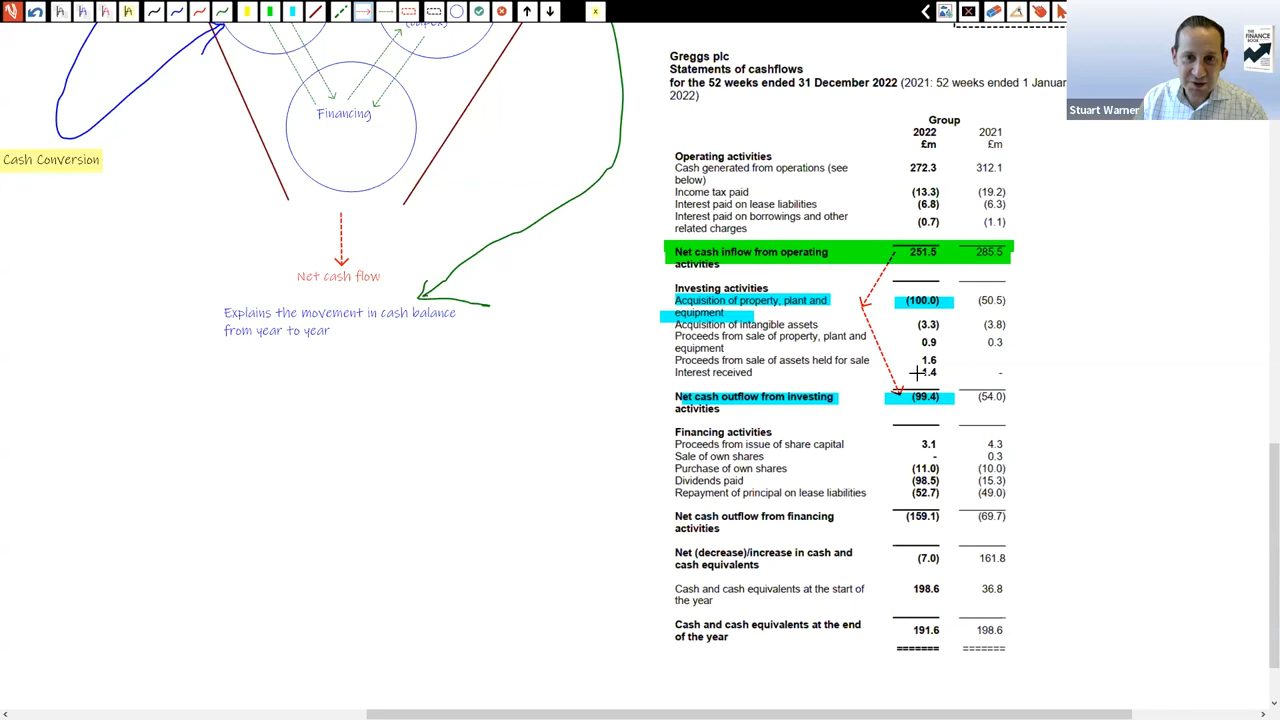 (capex)
Financing
Cash Conversion
Net cash flow
Explains the movement in cash balance
from year to year
Greggs plc
Statements of cashflows
for the 52 weeks ended 31 December 2022 (2021: 52 weeks ended 1 Januar
2022)
Group
2022 2021
£m £m
Operating activities
Cash generated from operations (see
below) 272.3 312.1
Income tax paid (13.3) (19.2)
Interest paid on lease liabilities (6.8) (6.3)
Interest paid on borrowings and other
related charges (0.7) (1.1)
Net cash inflow from operating
activities 251.5 285.5
Investing activities
Acquisition of property, plant and
equipment (100.0) (50.5)
Acquisition of intangible assets (3.3) (3.8)
Proceeds from sale of property, plant and
equipment 0.9 0.3
Proceeds from sale of assets held for sale 1.6
Interest received .4 -
Net cash outflow from investing
activities (99.4) (54.0)
Financing activities
Proceeds from issue of share capital 3.1 4.3
Sale of own shares - 0.3
Purchase of own shares (11.0) (10.0)
Dividends paid (98.5) (15.3)
Repayment of principal on lease liabilities (52.7) (49.0)
Net cash outflow from financing
activities (159.1) (69.7)
Net (decrease)/increase in cash and
cash equivalents (7.0) 161.8
Cash and cash equivalents at the start of
the year 198.6 36.8
Cash and cash equivalents at the end
of the year 191.6 198.6
======= =======
Stuart Warner
THE
FINANCE
BOOK